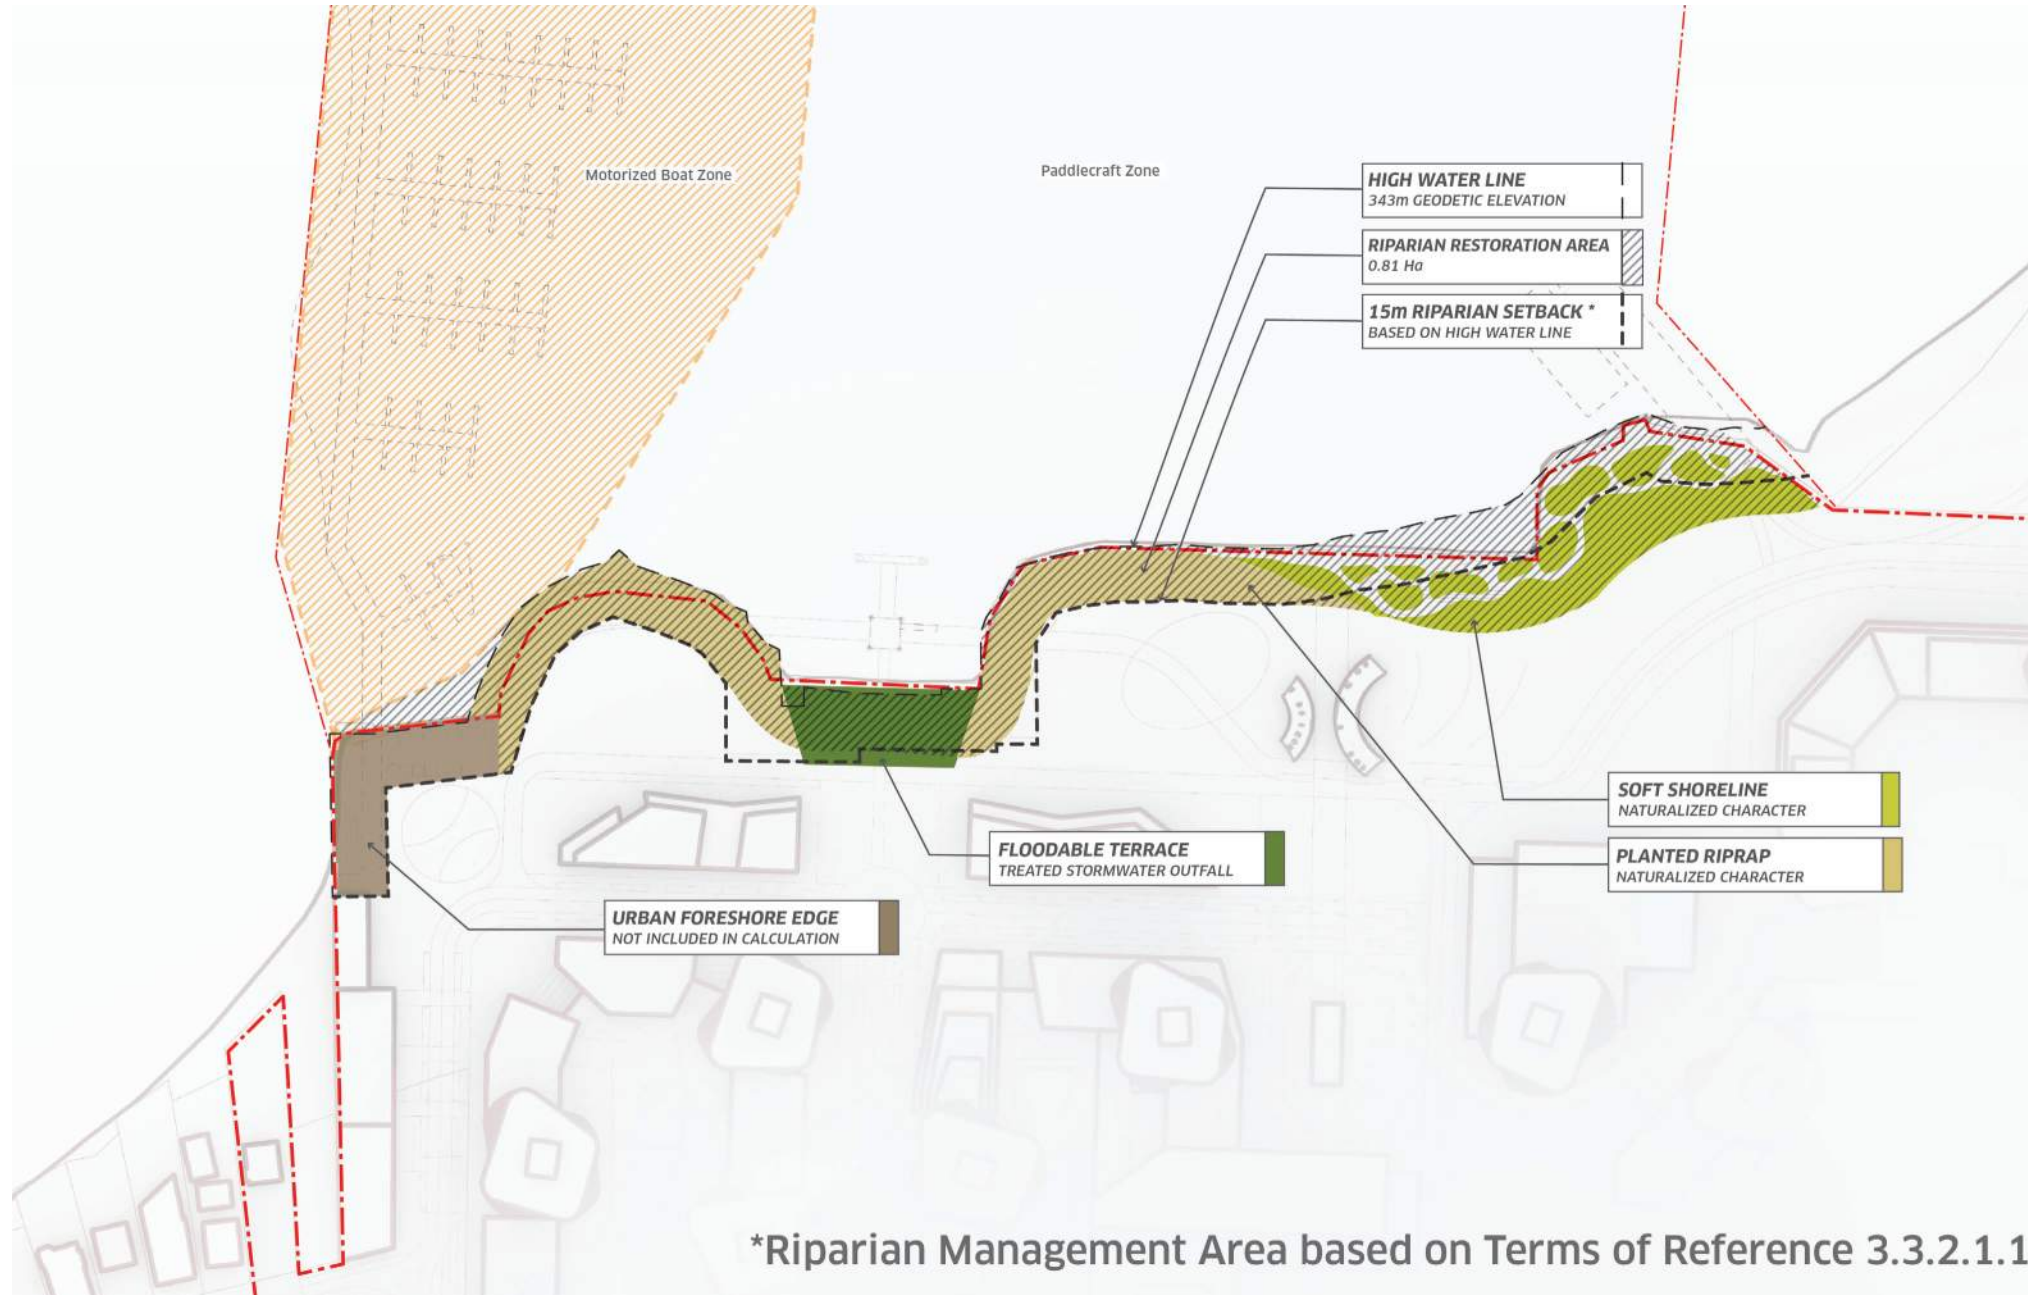 Motorized Boat Zone
Paddlecraft Zone
HIGH WATER LINE
343m GEODETIC ELEVATION
RIPARIAN RESTORATION AREA
0.81 Ha
15m RIPARIAN SETBACK *
BASED ON HIGH WATER LINE
SOFT SHORELINE
NATURALIZED CHARACTER
FLOODABLE TERRACE
TREATED STORMWATER OUTFALL
PLANTED RIPRAP
NATURALIZED CHARACTER
URBAN FORESHORE EDGE
NOT INCLUDED IN CALCULATION
*Riparian Management Area based on Terms of Reference 3.3.2.1.1